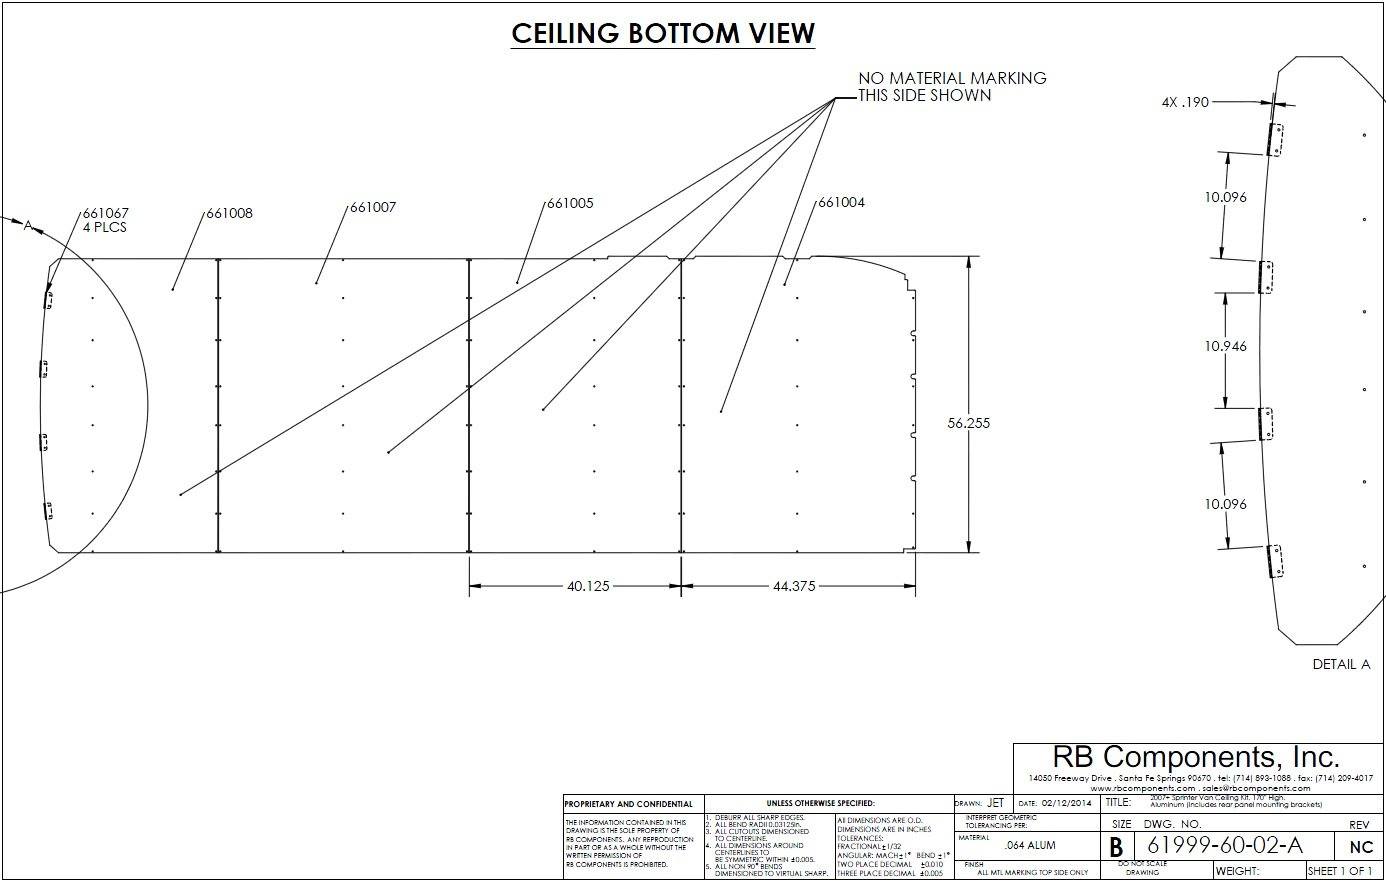 CEILING BOTTOM VIEW
NO MATERIAL MARKING
THIS SIDE SHOWN
4X .190
10.096
10.946
10.096
DETAIL A
A
661067
4 PLCS
661008
661007
661005
661004
56.255
40.125
44.375
RB Components, Inc.
14050 Freeway Drive . Santa Fe Springs 90670 . tel: (714) 893-1088 . fax: (714) 209-4017
www.rbcomponents.com . sales@rbcomponents.com
PROPRIETARY AND CONFIDENTIAL
THE INFORMATION CONTAINED IN THIS
DRAWING IS THE SOLE PROPERTY OF
RB COMPONENTS. ANY REPRODUCTION
IN PART OR AS A WHOLE WITHOUT THE
WRITTEN PERMISSION OF
RB COMPONENTS IS PROHIBITED.
UNLESS OTHERWISE SPECIFIED:
1. DEBURR ALL SHARP EDGES.
2. ALL BEND RADII 0.03125in.
3. ALL CUTOUTS DIMENSIONED
TO CENTERLINE.
4. ALL DIMENSIONS AROUND
CENTERLINES TO
BE SYMMETRIC WITHIN ±0.005.
5. ALL NON 90° BENDS
DIMENSIONED TO VIRTUAL SHARP.
All DIMENSIONS ARE O.D.
DIMENSIONS ARE IN INCHES
TOLERANCES:
FRACTIONAL±1/32
ANGULAR: MACH±1° BEND ±1°
TWO PLACE DECIMAL ±0.010
THREE PLACE DECIMAL ±0.005
DRAWN: JET
DATE: 02/12/2014
INTERPRET GEOMETRIC
TOLERANCING PER:
MATERIAL
.064 ALUM
FINISH
ALL MTL MARKING TOP SIDE ONLY
TITLE:
2007+ Sprinter Van Ceiling Kit, 170" High,
Aluminum (includes rear panel mounting brackets)
SIZE DWG. NO. REV
B 61999-60-02-A NC
DO NOT SCALE
DRAWING
WEIGHT:
SHEET 1 OF 1